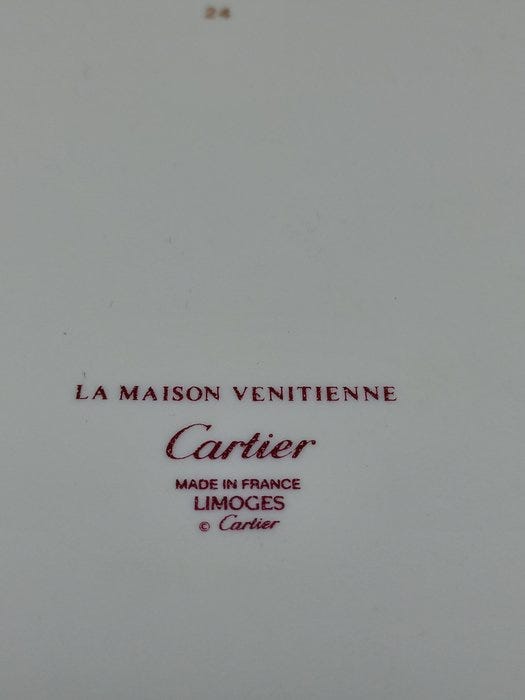 24
LA MAISON VENITIENNE
Cartier
MADE IN FRANCE
LIMOGES
© Cartier